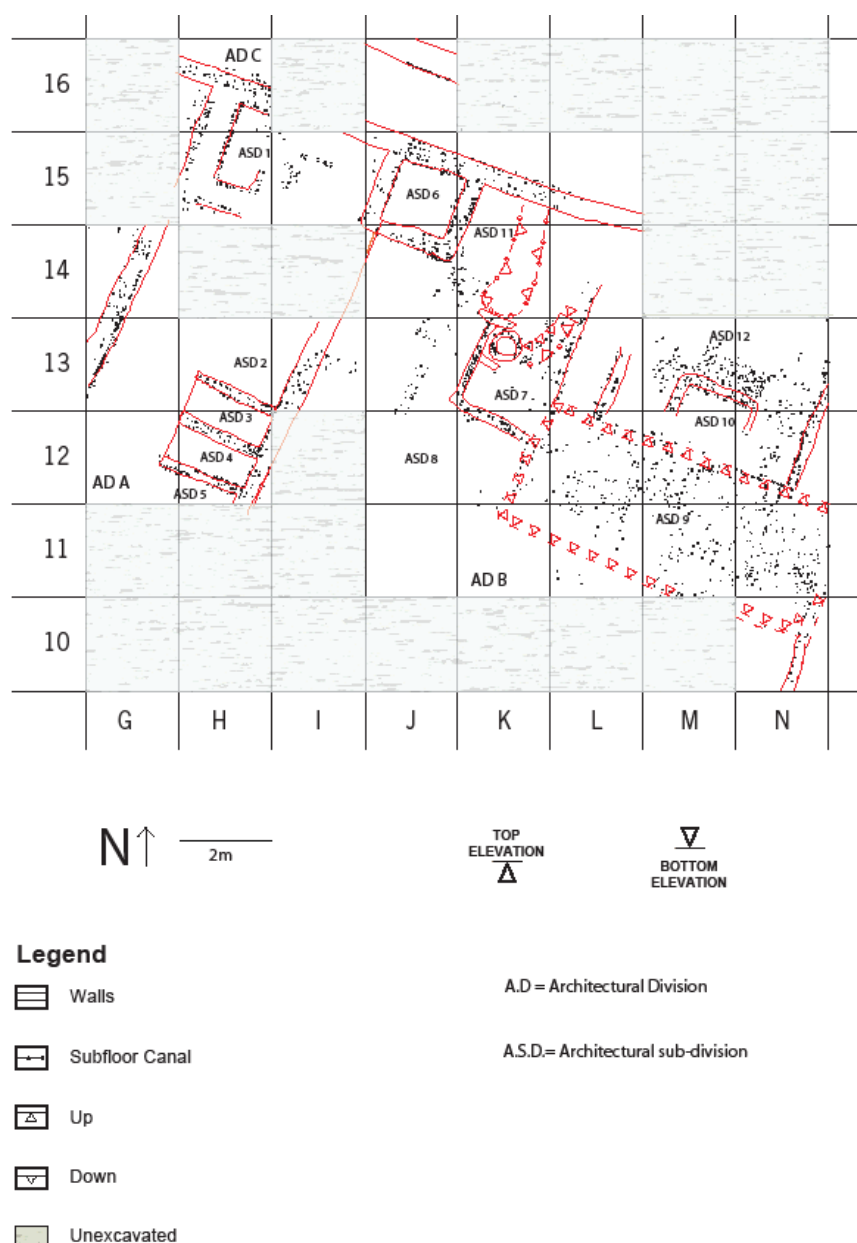 16
AD C
15
ASD 1
ASD 6
14
ASD 11
13
ASD 2
ASD 7
ASD 12
12
ASD 3
ASD 4
AD A
ASD 5
ASD 8
ASD 10
11
ASD 9
AD B
10
G H I J K L M N
N
2m
TOP
ELEVATION
BOTTOM
ELEVATION
Legend
Walls
Subfloor Canal
Up
Down
Unexcavated
A.D = Architectural Division
A.S.D.= Architectural sub-division